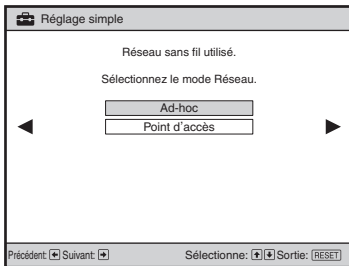 Réglage simple
Réseau sans fil utilisé.
Sélectionnez le mode Réseau.
Ad-hoc
Point d'accès
Précédent: Suivant: Sélectionne: Sortie: RESET